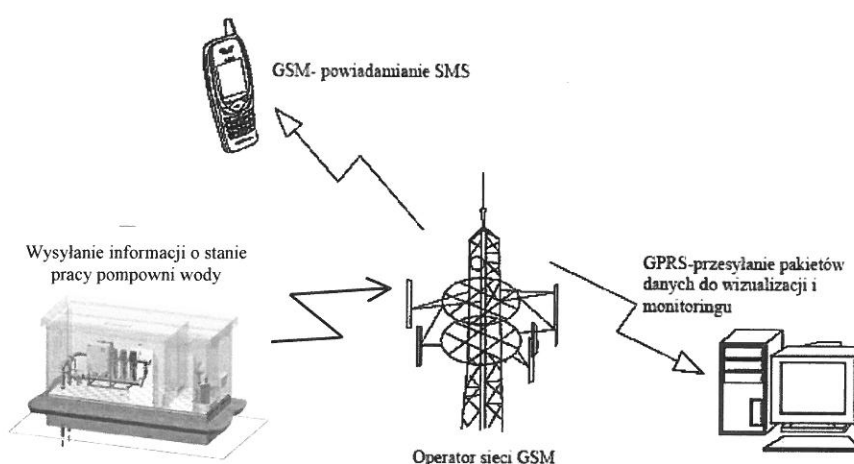 GSM- powiadamianie SMS
Wysyłanie informacji o stanie
pracy pompowni wody
GPRS-przesyłanie pakietów
danych do wizualizacji i
monitoringu
Operator sieci GSM